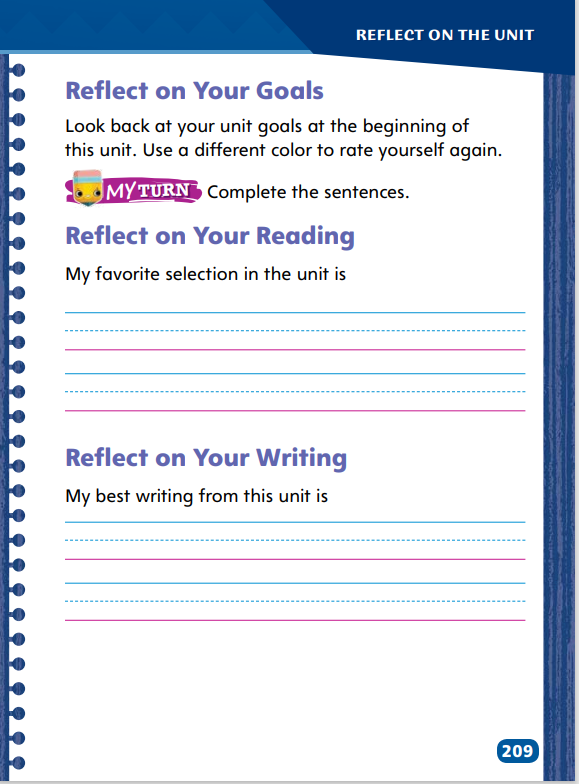 REFLECT ON THE UNIT
Reflect on Your Goals
Look back at your unit goals at the beginning of
this unit. Use a different color to rate yourself again.
MY TURN Complete the sentences.
Reflect on Your Reading
My favorite selection in the unit is
Reflect on Your Writing
My best writing from this unit is
209